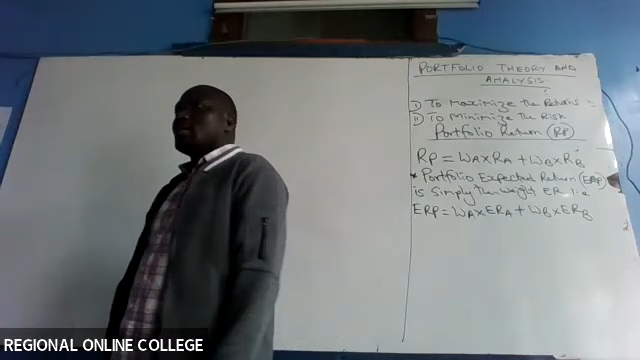 PORTFOLIO THEORY AND
ANALYSIS
i) To Maximize the Returns
ii) To Minimize the Risk
Portfolio Return (RP)
RP = WA x RA + WB x RB
* Portfolio Expected Return (ERP)
is simply the weight ER i.e
ERP = WA x ERA + WB x ERB
REGIONAL ONLINE COLLEGE